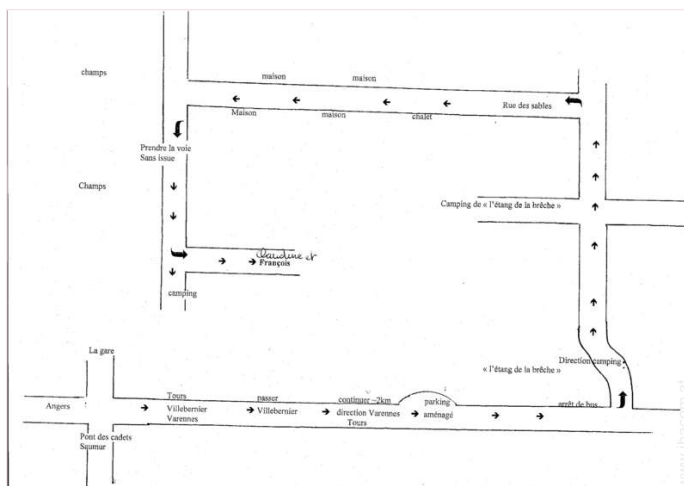 champs
maison maison
Maison maison chalet
Rue des sables
Prendre la voie
Sans issue
Champs
Camping de « l'étang de la brêche »
Claudine et
François
camping
La gare
Direction camping
« l'étang de la brêche »
Angers
Tours
Villebernier
Varennes
passer
Villebernier
continuer ~2km
direction Varennes
Tours
parking
aménagé
arrêt de bus
Pont des cadets
Saumur